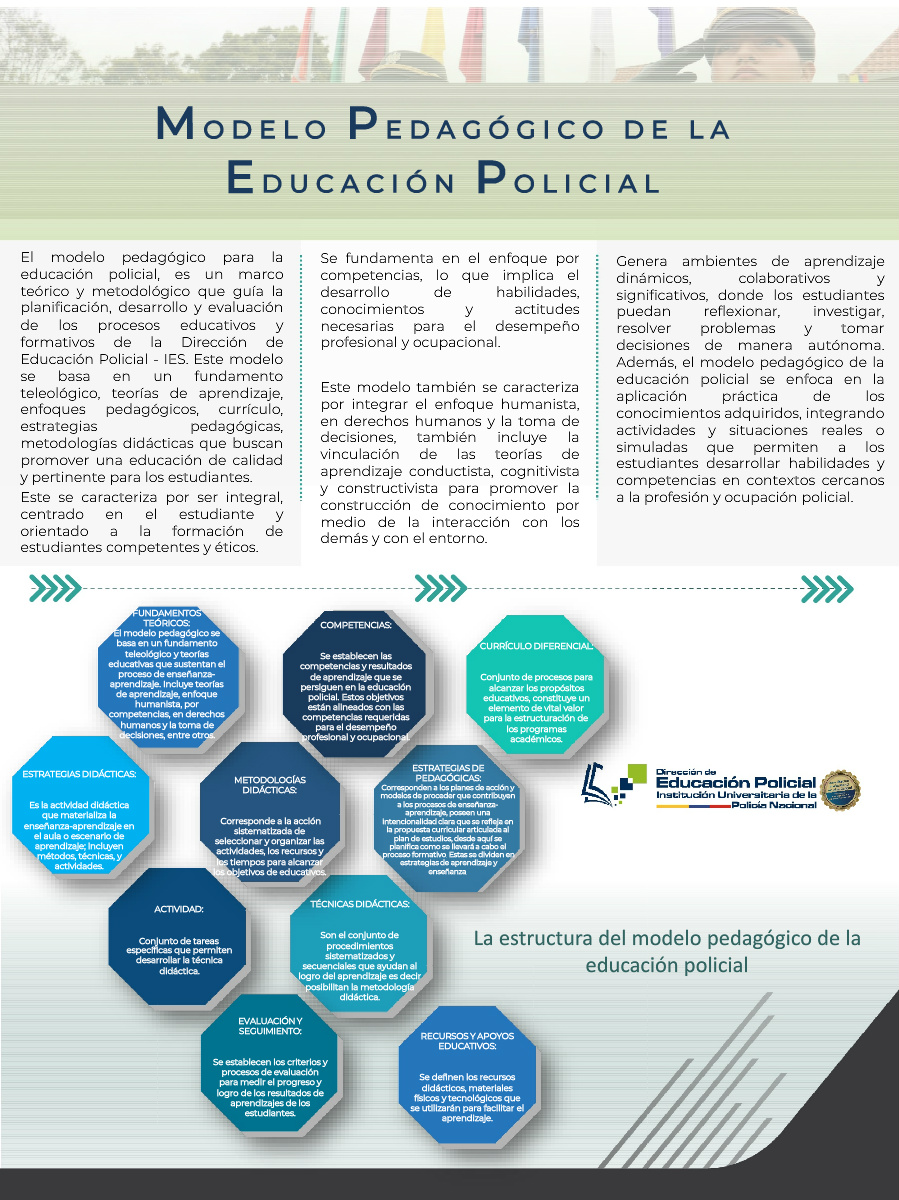 MODELO PEDAGÓGICO DE LA
EDUCACIÓN POLICIAL
El modelo pedagógico para la
educación policial, es un marco
teórico y metodológico que guía la
planificación, desarrollo y evaluación
de los procesos educativos y
formativos de la Dirección de
Educación Policial - IES. Este modelo
se basa en un fundamento
teleológico, teorías de aprendizaje,
enfoques pedagógicos, currículo,
estrategias pedagógicas,
metodologías didácticas que buscan
promover una educación de calidad
y pertinente para los estudiantes.
Este se caracteriza por ser integral,
centrado en el estudiante y
orientado a la formación de
estudiantes competentes y éticos.
Se fundamenta en el enfoque por
competencias, lo que implica el
desarrollo de habilidades,
conocimientos y actitudes
necesarias para el desempeño
profesional y ocupacional.
Este modelo también se caracteriza
por integrar el enfoque humanista,
en derechos humanos y la toma de
decisiones, también incluye la
vinculación de las teorías de
aprendizaje conductista, cognitivista
y constructivista para promover la
construcción de conocimiento por
medio de la interacción con los
demás y con el entorno.
Genera ambientes de aprendizaje
dinámicos, colaborativos y
significativos, donde los estudiantes
puedan reflexionar, investigar,
resolver problemas y tomar
decisiones de manera autónoma.
Además, el modelo pedagógico de la
educación policial se enfoca en la
aplicación práctica de los
conocimientos adquiridos, integrando
actividades y situaciones reales o
simuladas que permiten a los
estudiantes desarrollar habilidades y
competencias en contextos cercanos
a la profesión y ocupación policial.
FUNDAMENTOS
TEÓRICOS:
El modelo pedagógico se
basa en un fundamento
teleológico y teorías
educativas que sustentan el
proceso de enseñanza-
aprendizaje. Incluye teorías
de aprendizaje, enfoque
humanista, por
competencias, en derechos
humanos y la toma de
decisiones, entre otros.
COMPETENCIAS:
Se establecen las
competencias y resultados
de aprendizaje que se
persiguen en la educación
policial. Estos objetivos
están alineados con las
competencias requeridas
para el desempeño
profesional y ocupacional.
CURRÍCULO DIFERENCIAL:
Conjunto de procesos para
alcanzar los propósitos
educativos, constituye un
elemento de vital valor
para la estructuración de
los programas
académicos.
ESTRATEGIAS DIDÁCTICAS:
Es la actividad didáctica
que materializa la
enseñanza-aprendizaje en
el aula o escenario de
aprendizaje; incluyen
métodos, técnicas, y
actividades.
METODOLOGÍAS
DIDÁCTICAS:
Corresponde a la acción
sistematizada de
seleccionar y organizar las
actividades, los recursos y
los tiempos para alcanzar
los objetivos de educativos.
ESTRATEGIAS DE
PEDAGÓGICAS:
Corresponden a los planes de acción y
modelos de proceder que contribuyen
a los procesos de enseñanza-
aprendizaje, poseen una
intencionalidad clara que se refleja en
la propuesta curricular articulada al
plan de estudios, desde aquí se
planifica como se llevará a cabo el
proceso formativo. Estas se dividen en
estrategias de aprendizaje y
enseñanza
Dirección de
Educación Policial
Institución Universitaria de la
Policía Nacional
ACTIVIDAD:
Conjunto de tareas
específicas que permiten
desarrollar la técnica
didáctica.
TÉCNICAS DIDÁCTICAS:
Son el conjunto de
procedimientos
sistematizados y
secuenciales que ayudan al
logro del aprendizaje es decir
posibilitan la metodología
didáctica.
La estructura del modelo pedagógico de la
educación policial
EVALUACIÓN Y
SEGUIMIENTO:
Se establecen los criterios y
procesos de evaluación
para medir el progreso y
logro de los resultados de
aprendizajes de los
estudiantes.
RECURSOS Y APOYOS
EDUCATIVOS:
Se definen los recursos
didácticos, materiales
físicos y tecnológicos que
se utilizarán para facilitar el
aprendizaje.